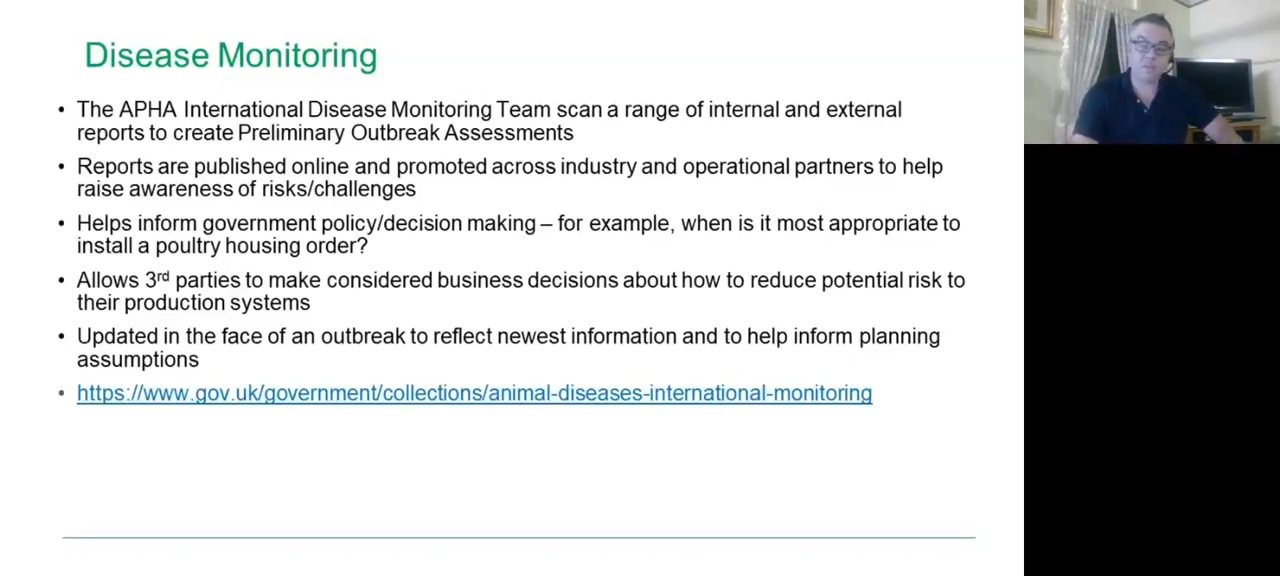 Disease Monitoring
• The APHA International Disease Monitoring Team scan a range of internal and external
reports to create Preliminary Outbreak Assessments
• Reports are published online and promoted across industry and operational partners to help
raise awareness of risks/challenges
• Helps inform government policy/decision making – for example, when is it most appropriate to
install a poultry housing order?
• Allows 3rd parties to make considered business decisions about how to reduce potential risk to
their production systems
• Updated in the face of an outbreak to reflect newest information and to help inform planning
assumptions
• https://www.gov.uk/government/collections/animal-diseases-international-monitoring